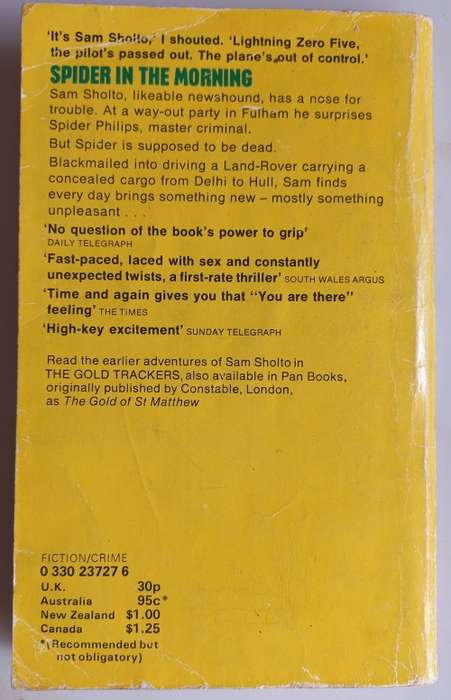 ‘It's Sam Sholto,’ I shouted. ‘Lightning Zero Five,
the pilot's passed out. The plane's out of control.’
SPIDER IN THE MORNING
Sam Sholto, likeable newshound, has a nose for
trouble. At a way-out party in Fulham he surprises
Spider Philips, master criminal.
But Spider is supposed to be dead.
Blackmailed into driving a Land-Rover carrying a
concealed cargo from Delhi to Hull, Sam finds
every day brings something new – mostly something
unpleasant . . .
‘No question of the book's power to grip’
DAILY TELEGRAPH
‘Fast-paced, laced with sex and constantly
unexpected twists, a first-rate thriller’ SOUTH WALES ARGUS
‘Time and again gives you that “You are there”
feeling’ THE TIMES
‘High-key excitement’ SUNDAY TELEGRAPH
Read the earlier adventures of Sam Sholto in
THE GOLD TRACKERS, also available in Pan Books,
originally published by Constable, London,
as The Gold of St Matthew
FICTION/CRIME
0 330 23727 6
U.K. 30p
Australia 95c*
New Zealand $1.00
Canada $1.25
*(Recommended but
not obligatory)